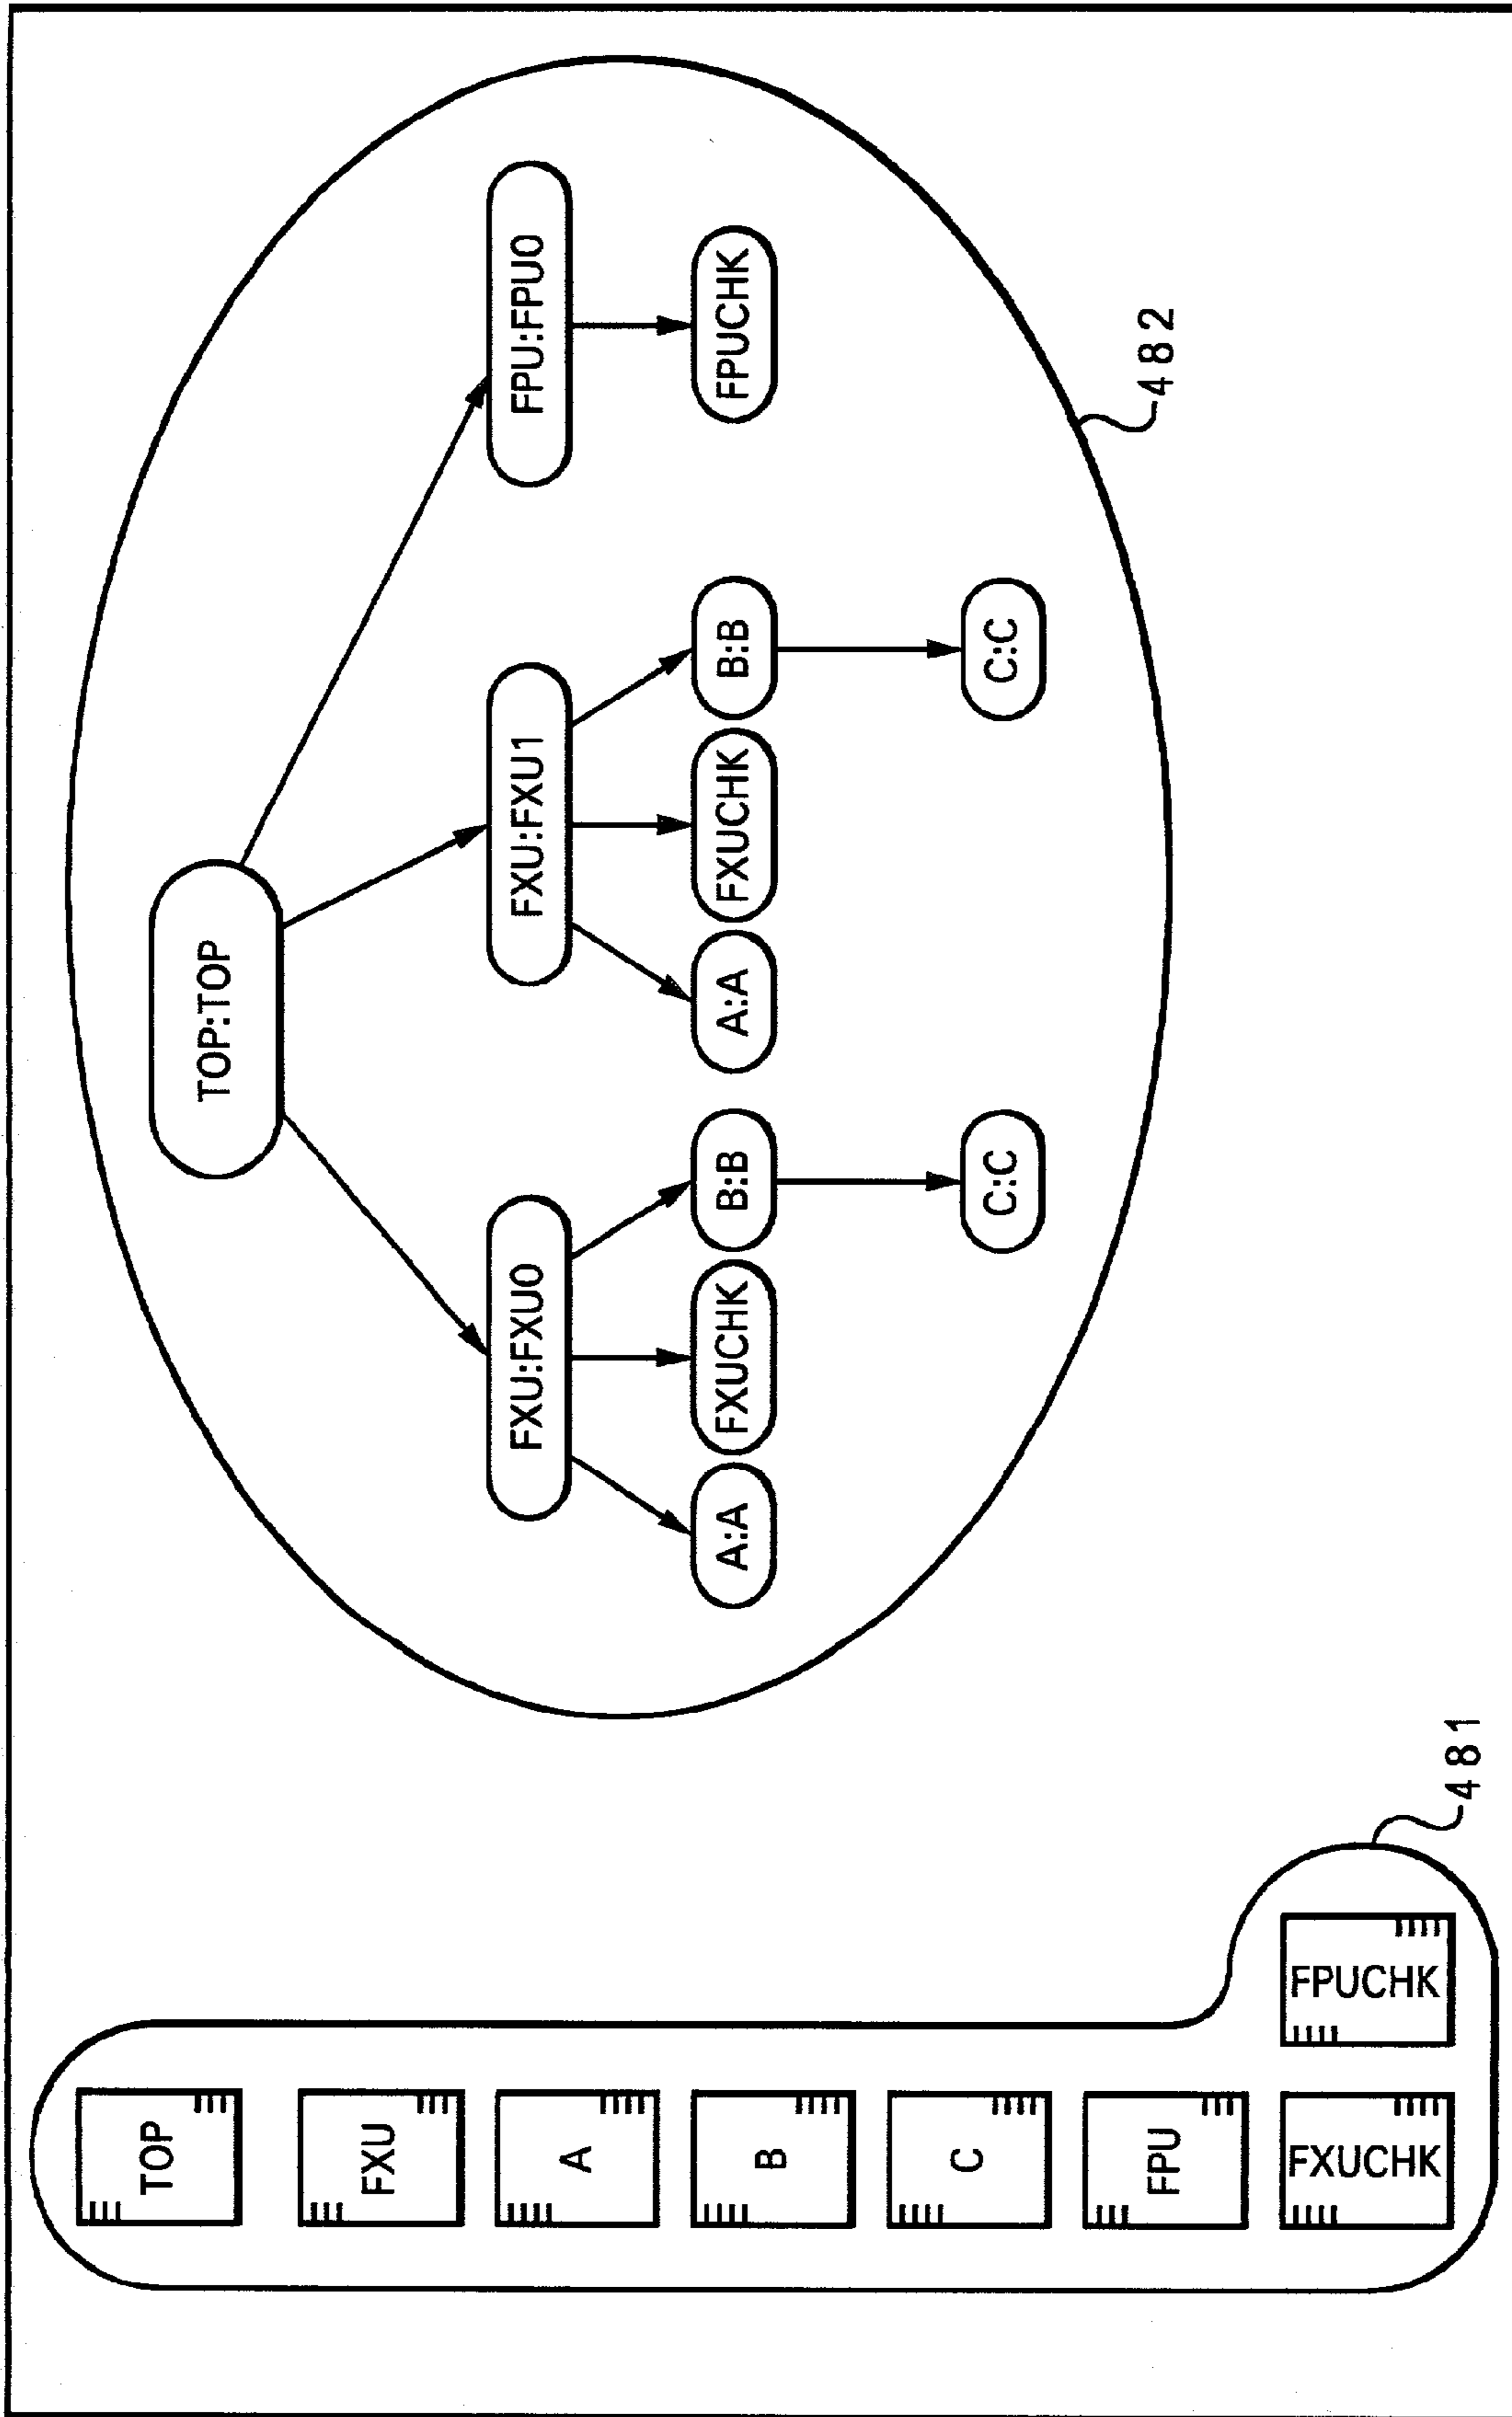 TOP
FXU
A
B
C
FPU
FXUCHK
FPUCHK
481
TOP:TOP
FXU:FXU0
FXU:FXU1
FPU:FPU0
A:A
FXUCHK
B:B
A:A
FXUCHK
B:B
FPUCHK
C:C
C:C
482